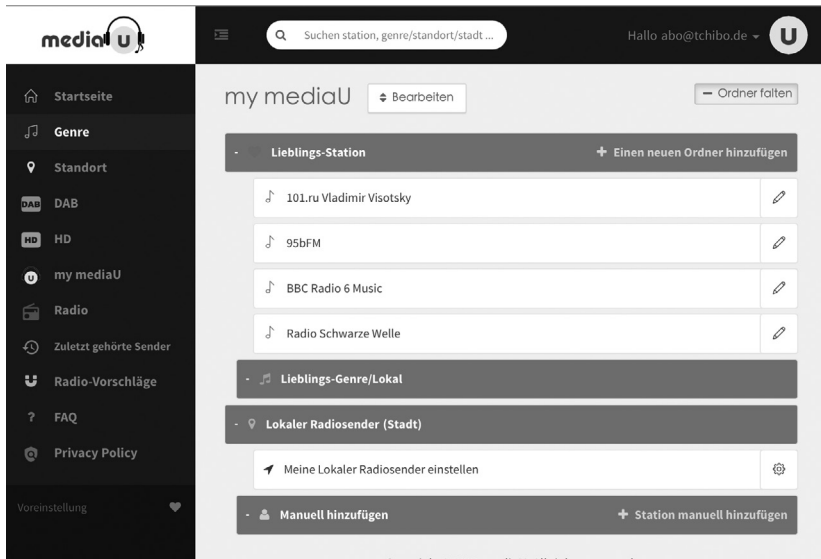 mediaU
Suchen station, genre/standort/stadt ...
Hallo abo@tchibo.de
U
Startseite
Genre
Standort
DAB DAB
HD HD
U my mediaU
Radio
Zuletzt gehörte Sender
Radio-Vorschläge
? FAQ
Privacy Policy
Voreinstellung
my mediaU
Bearbeiten
Ordner falten
- Lieblings-Station + Einen neuen Ordner hinzufügen
101.ru Vladimir Visotsky
95bFM
BBC Radio 6 Music
Radio Schwarze Welle
- Lieblings-Genre/Lokal
- Lokaler Radiosender (Stadt)
Meine Lokaler Radiosender einstellen
- Manuell hinzufügen + Station manuell hinzufügen